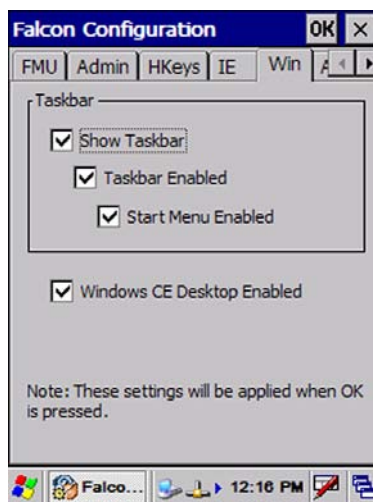 Falcon Configuration OK
FMU Admin HKeys IE Win
Taskbar
Show Taskbar
Taskbar Enabled
Start Menu Enabled
Windows CE Desktop Enabled
Note: These settings will be applied when OK
is pressed.
Falco... 12:16 PM